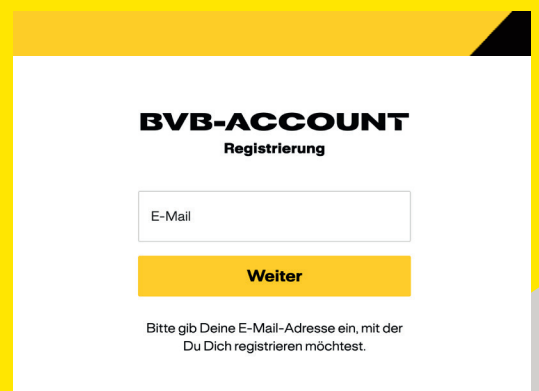 BVB-ACCOUNT
Registrierung
E-Mail
Weiter
Bitte gib Deine E-Mail-Adresse ein, mit der
Du Dich registrieren möchtest.